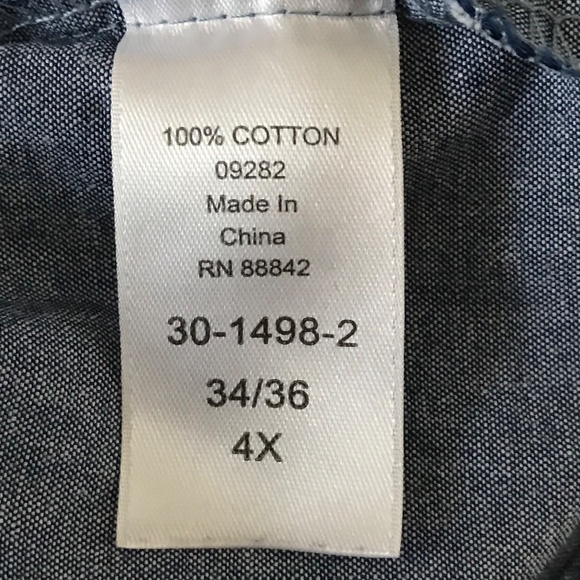 100% COTTON
09282
Made In
China
RN 88842
30-1498-2
34/36
4X